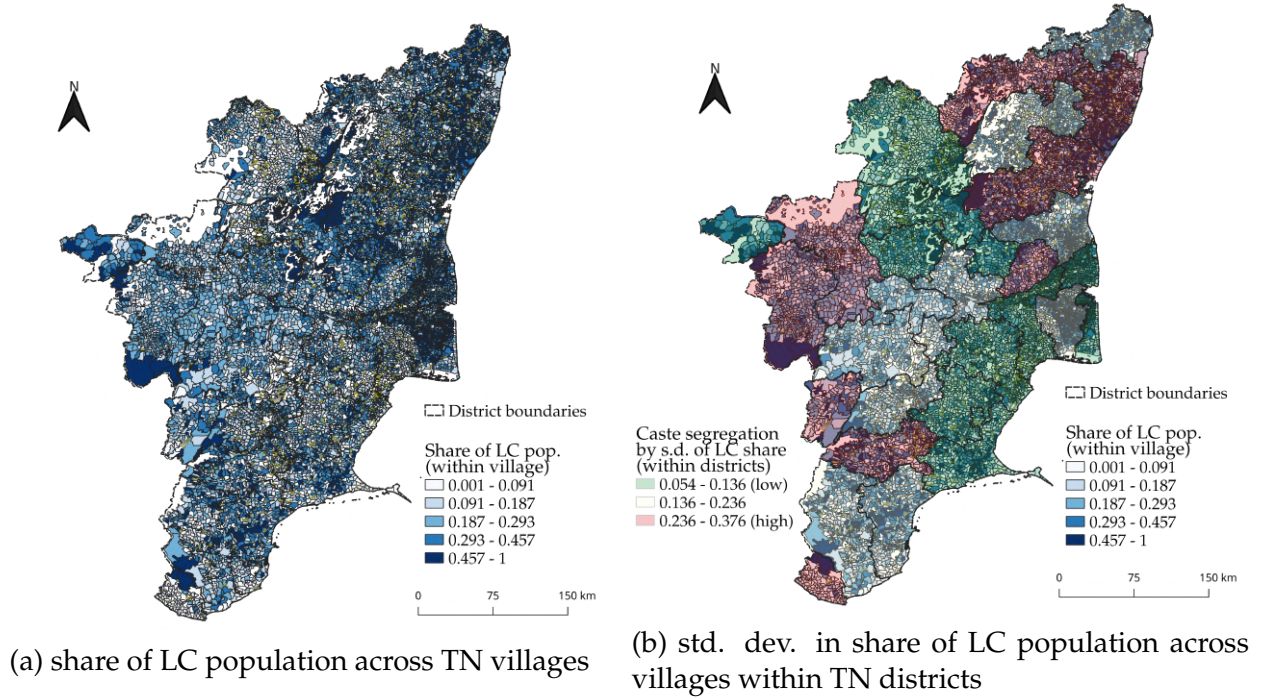 N
District boundaries
Share of LC pop.
(within village)
0.001 - 0.091
0.091 - 0.187
0.187 - 0.293
0.293 - 0.457
0.457 - 1
0 75 150 km
(a) share of LC population across TN villages
N
Caste segregation
by s.d. of LC share
(within districts)
0.054 - 0.136 (low)
0.136 - 0.236
0.236 - 0.376 (high)
District boundaries
Share of LC pop.
(within village)
0.001 - 0.091
0.091 - 0.187
0.187 - 0.293
0.293 - 0.457
0.457 - 1
0 75 150 km
(b) std. dev. in share of LC population across
villages within TN districts